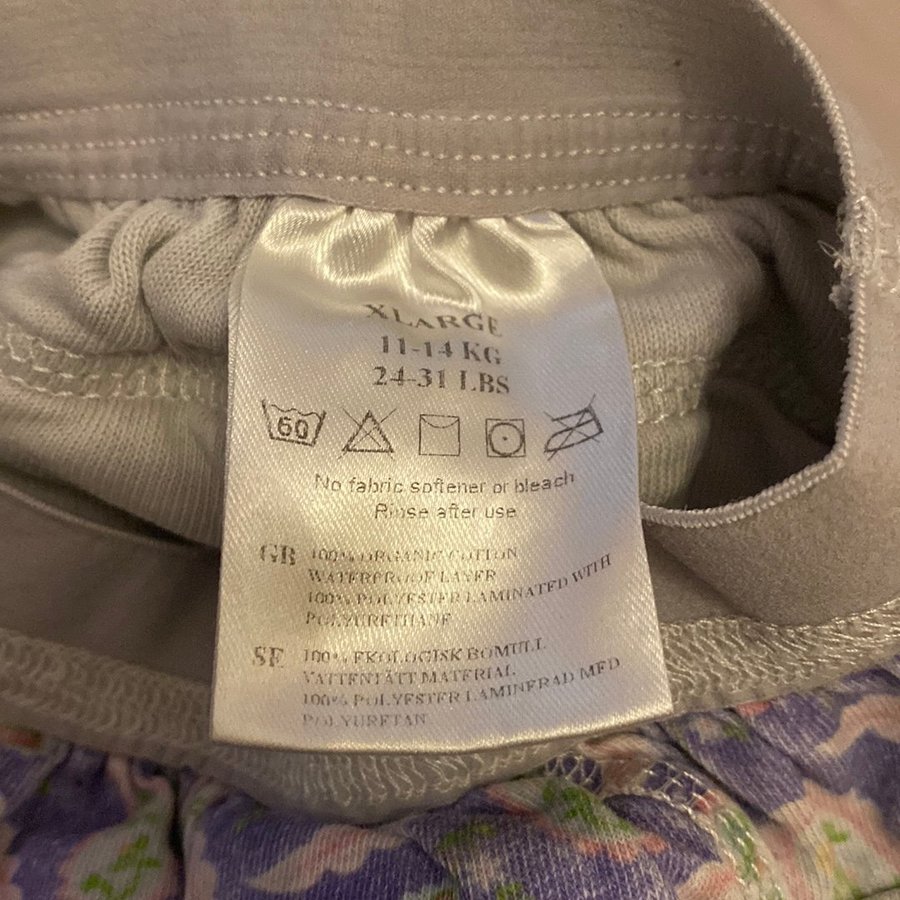 XLARGE
11-14 KG
24-31 LBS
60
No fabric softener or bleach
Rinse after use
GB 100% ORGANIC COTTON
WATERPROOF LAYER
100% POLYESTER LAMINATED WITH
POLYURETHANE
SE 100% EKOLOGISK BOMULL
VATTENTÄTT MATERIAL
100% POLYESTER LAMINERAD MED
POLYURETAN